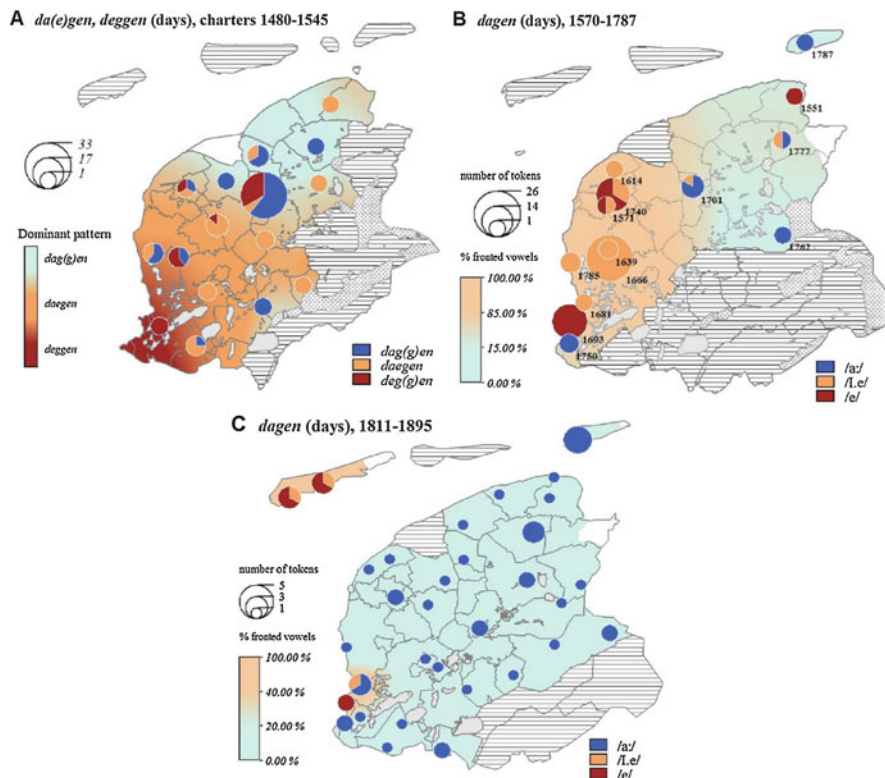 A da(e)gen, deggen (days), charters 1480-1545
33
17
1
Dominant pattern
dag(g)en
daegen
deggen
dag(g)en
daegen
deg(g)en
B dagen (days), 1570-1787
1787
1551
1777
1614
1740
1571
1701
1762
1639
1785
1666
1681
1693
1750
number of tokens
26
14
1
% fronted vowels
100.00 %
85.00 %
15.00 %
0.00 %
/a:/
/I.e/
/e/
C dagen (days), 1811-1895
number of tokens
5
3
1
% fronted vowels
100.00 %
60.00 %
40.00 %
0.00 %
/a:/
/I.e/
/e/